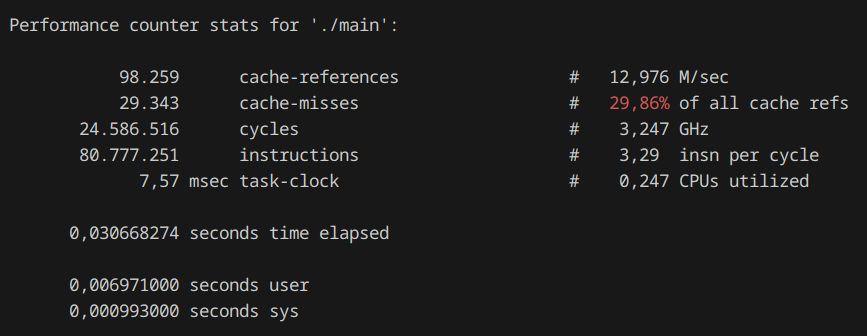 Performance counter stats for './main':
98.259 cache-references # 12,976 M/sec
29.343 cache-misses # 29,86% of all cache refs
24.586.516 cycles # 3,247 GHz
80.777.251 instructions # 3,29 insn per cycle
7,57 msec task-clock # 0,247 CPUs utilized
0,030668274 seconds time elapsed
0,006971000 seconds user
0,000993000 seconds sys